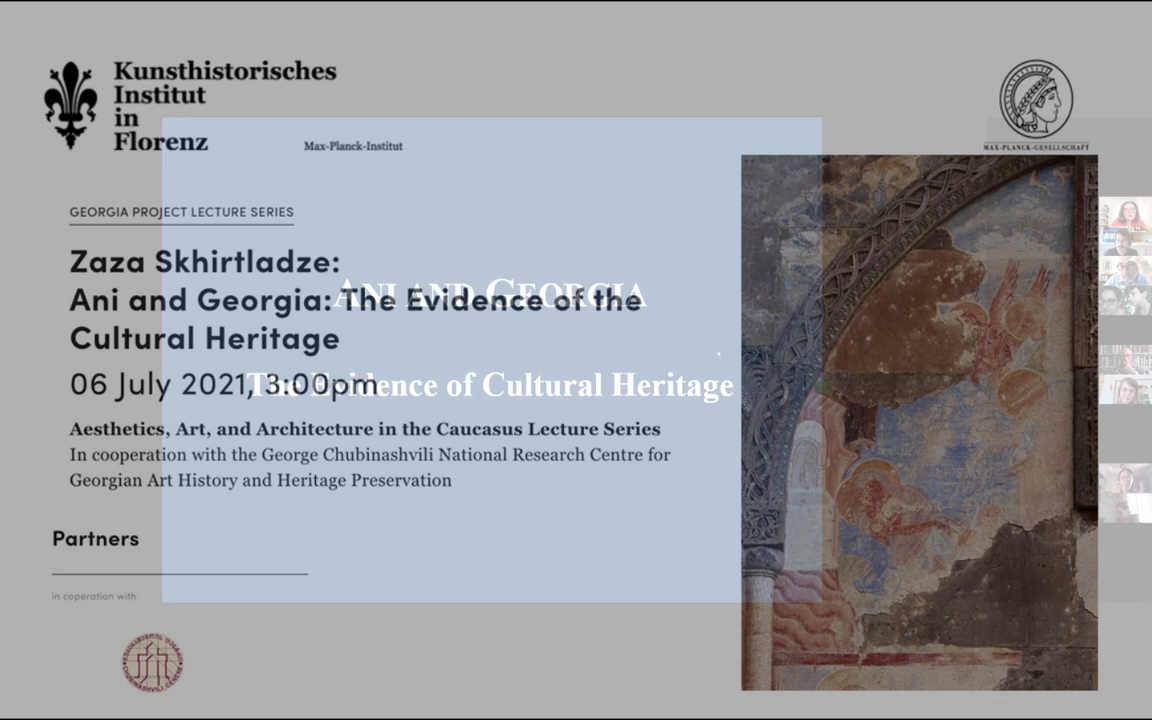 Kunsthistorisches
Institut
in
Florenz
Max-Planck-Institut
MAX-PLANCK-GESELLSCHAFT
GEORGIA PROJECT LECTURE SERIES
Zaza Skhirtladze:
Ani and Georgia: The Evidence of the
Cultural Heritage
06 July 2021, 3:00pm
ANI AND GEORGIA
The Evidence of Cultural Heritage
Aesthetics, Art, and Architecture in the Caucasus Lecture Series
In cooperation with the George Chubinashvili National Research Centre for
Georgian Art History and Heritage Preservation
Partners
in coperation with